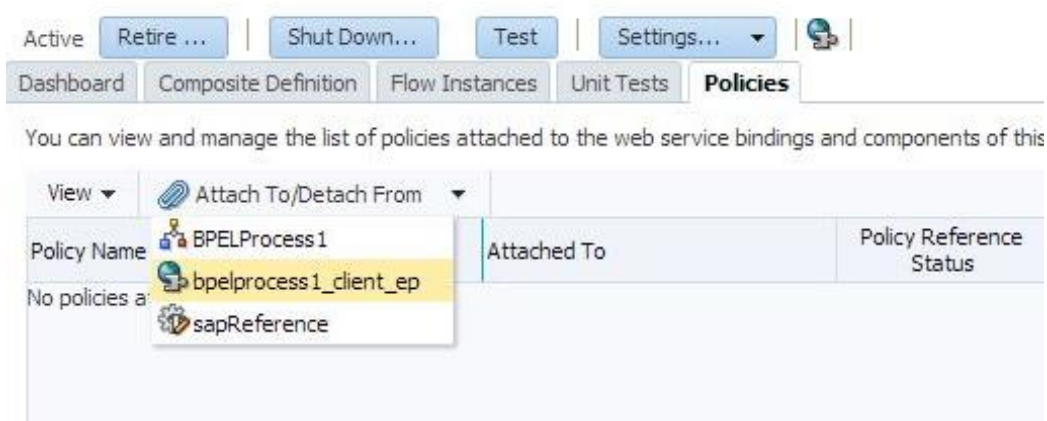 Active Retire ... Shut Down... Test Settings...
Dashboard Composite Definition Flow Instances Unit Tests Policies
You can view and manage the list of policies attached to the web service bindings and components of this
View Attach To/Detach From
Policy Name Attached To Policy Reference Status
BPELProcess1
bpelprocess1_client_ep
No policies a
sapReference